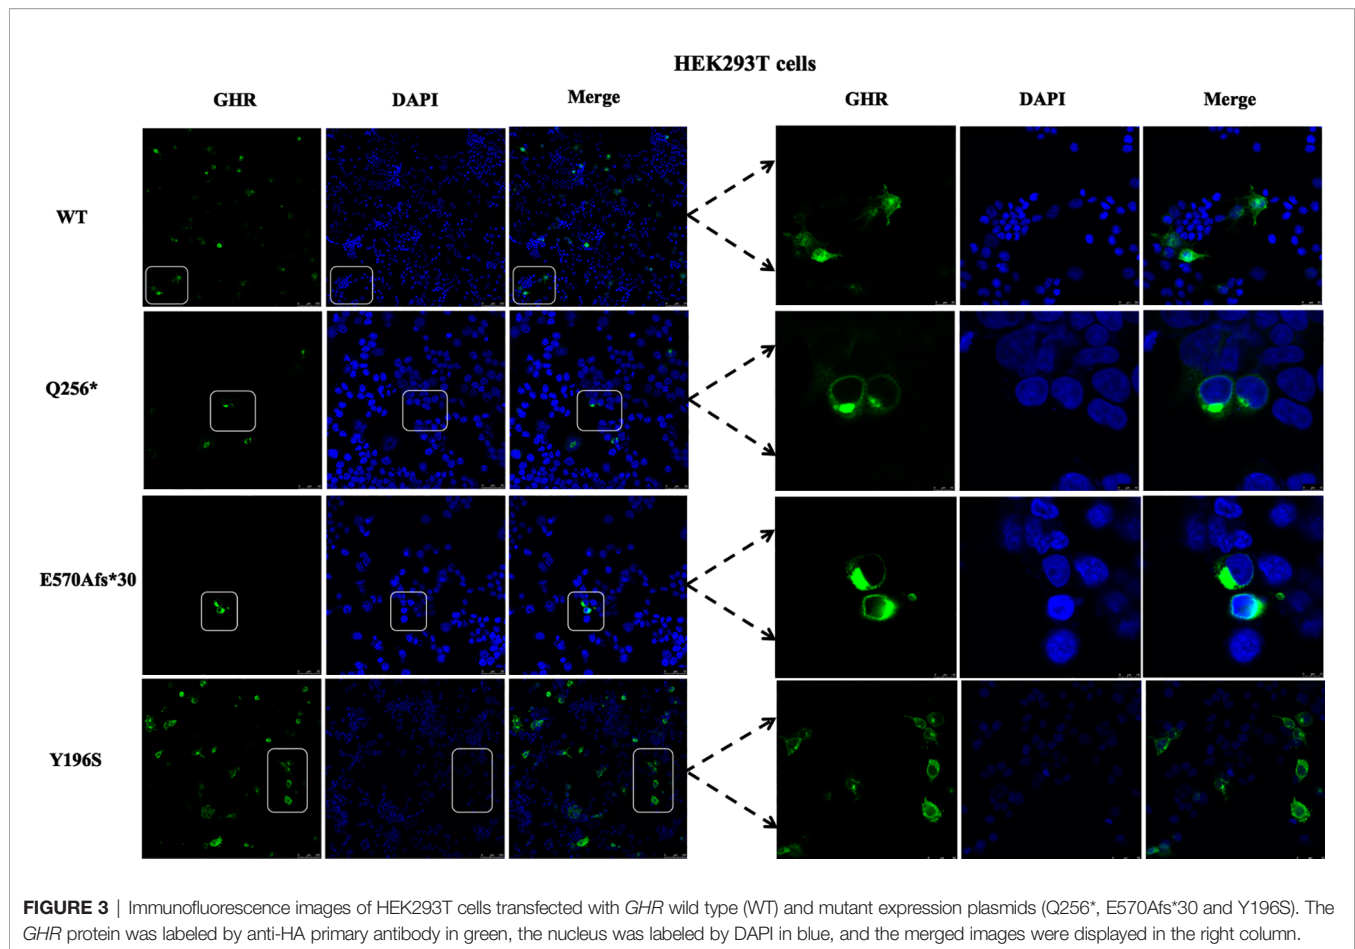 HEK293T cells
GHR DAPI Merge GHR DAPI Merge
WT
Q256*
E570Afs*30
Y196S
FIGURE 3 | Immunofluorescence images of HEK293T cells transfected with GHR wild type (WT) and mutant expression plasmids (Q256*, E570Afs*30 and Y196S). The
GHR protein was labeled by anti-HA primary antibody in green, the nucleus was labeled by DAPI in blue, and the merged images were displayed in the right column.